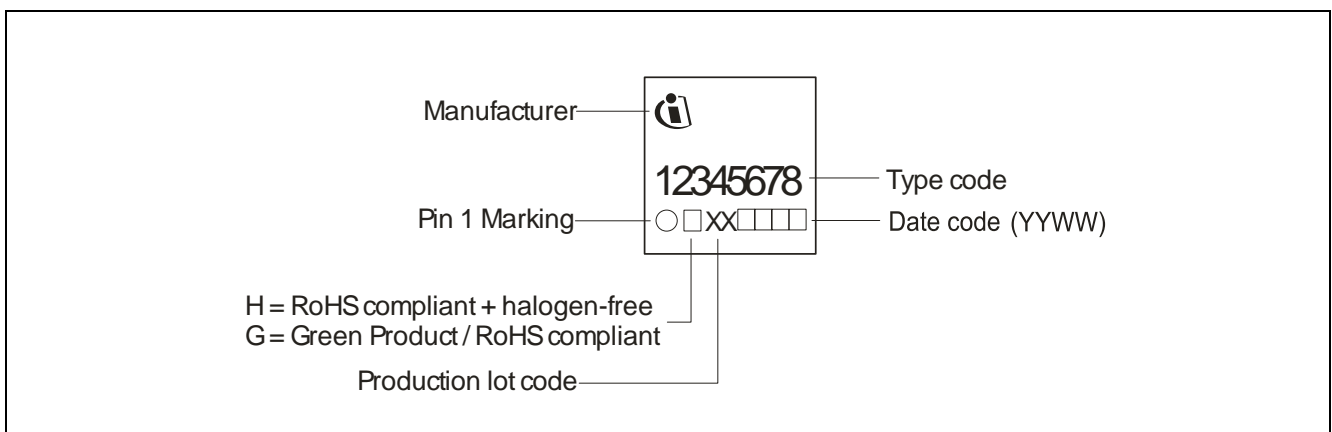 Manufacturer
12345678
Type code
Pin 1 Marking
XX
Date code (YYWW)
H = RoHS compliant + halogen-free
G = Green Product / RoHS compliant
Production lot code